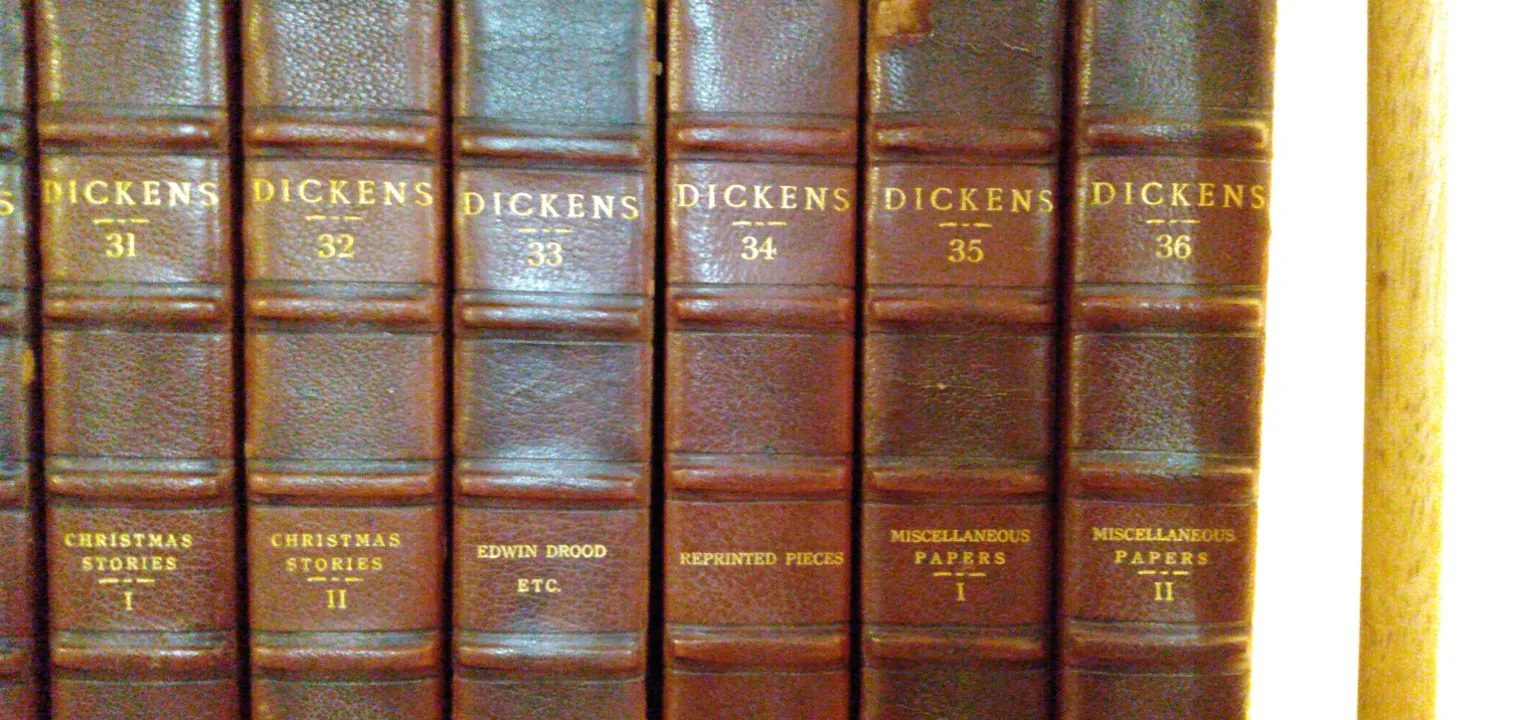 S
DICKENS
31
CHRISTMAS
STORIES
I
DICKENS
32
CHRISTMAS
STORIES
II
DICKENS
33
EDWIN DROOD
ETC.
DICKENS
34
REPRINTED PIECES
DICKENS
35
MISCELLANEOUS
PAPERS
I
DICKENS
36
MISCELLANEOUS
PAPERS
II